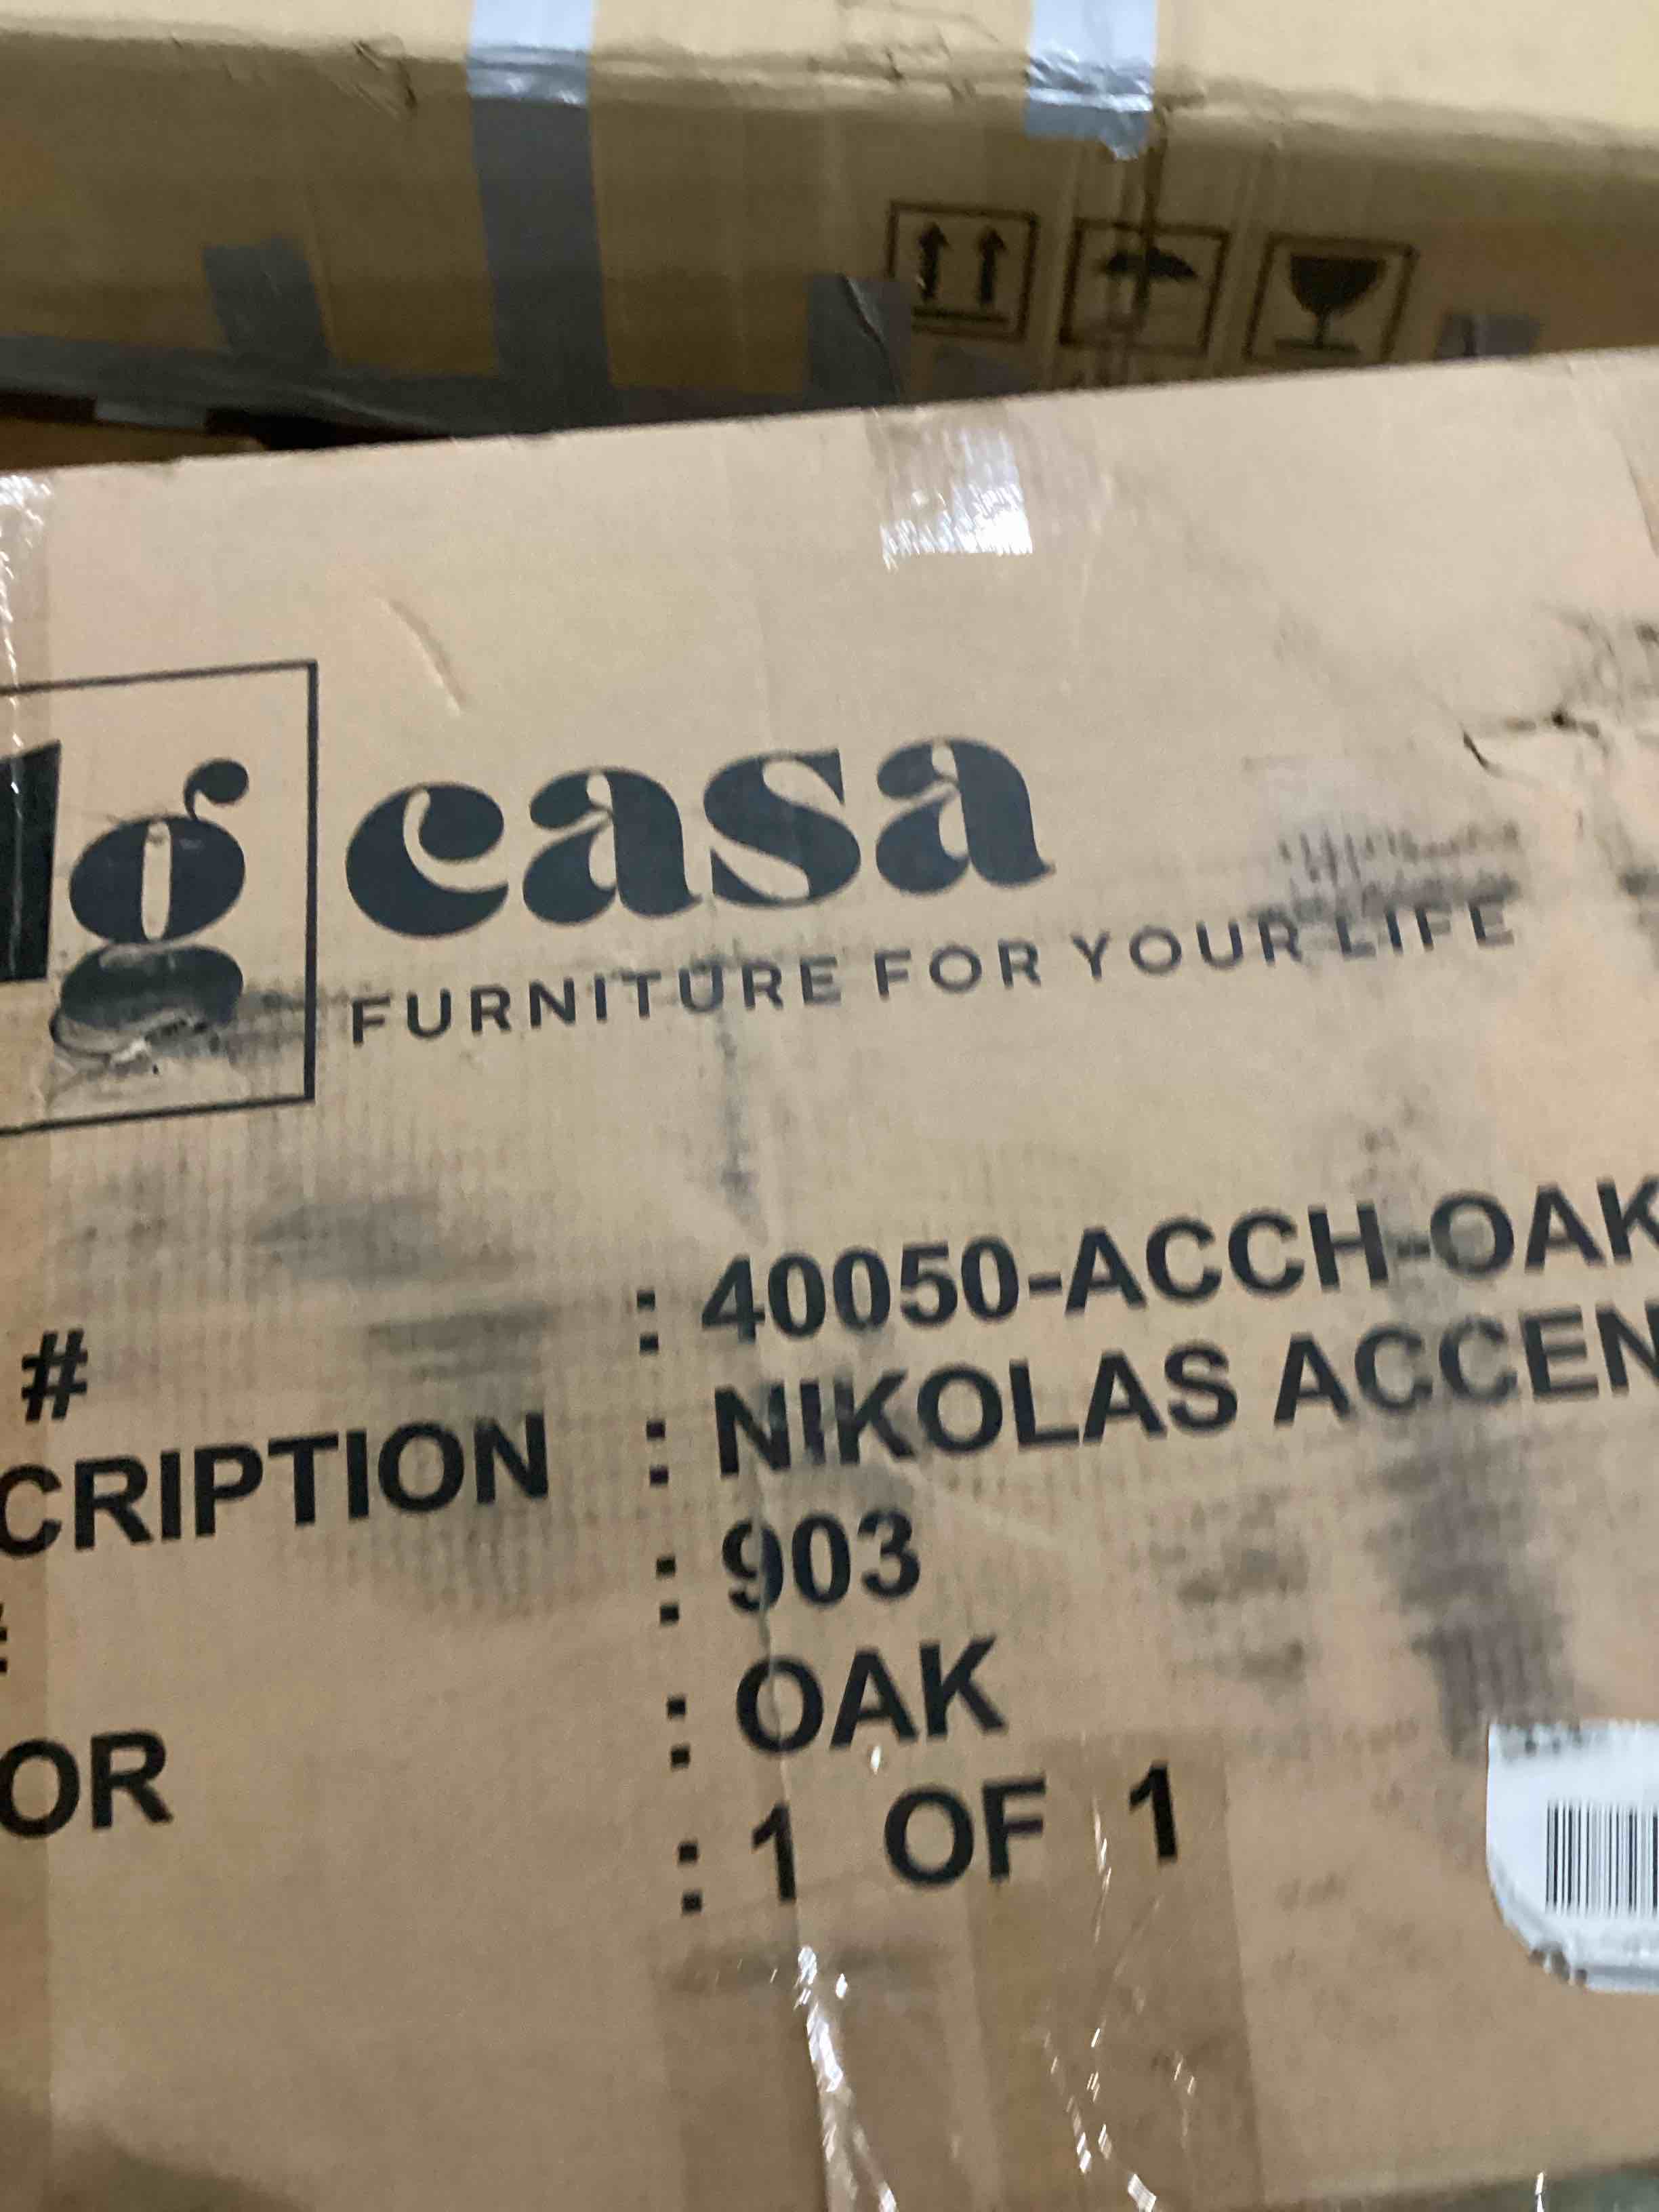 g casa
FURNITURE FOR YOUR LIFE
# : 40050-ACCH-OAK
CRIPTION : NIKOLAS ACCEN
: 903
OR : OAK
: 1 OF 1